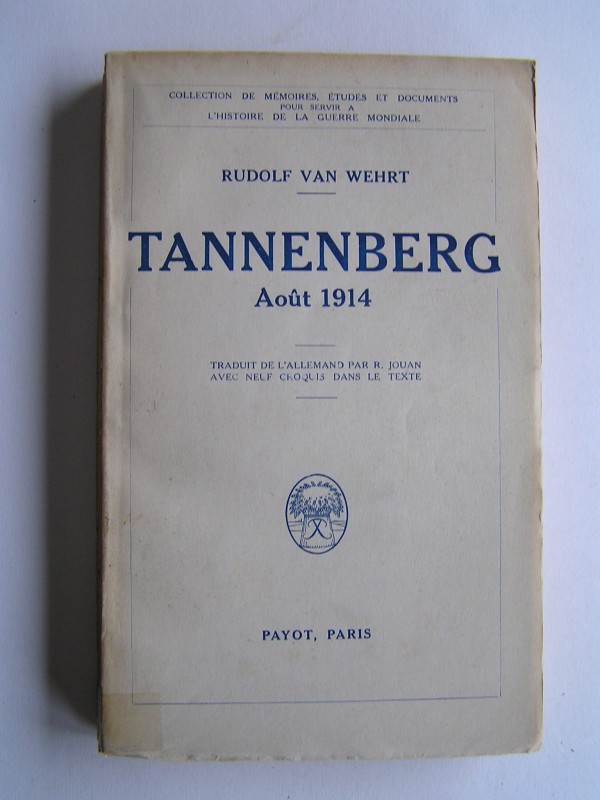 COLLECTION DE MÉMOIRES, ÉTUDES ET DOCUMENTS
POUR SERVIR A
L'HISTOIRE DE LA GUERRE MONDIALE
RUDOLF VAN WEHRT
TANNENBERG
Août 1914
TRADUIT DE L'ALLEMAND PAR R. JOUAN
AVEC NEUF CROQUIS DANS LE TEXTE
PAYOT, PARIS